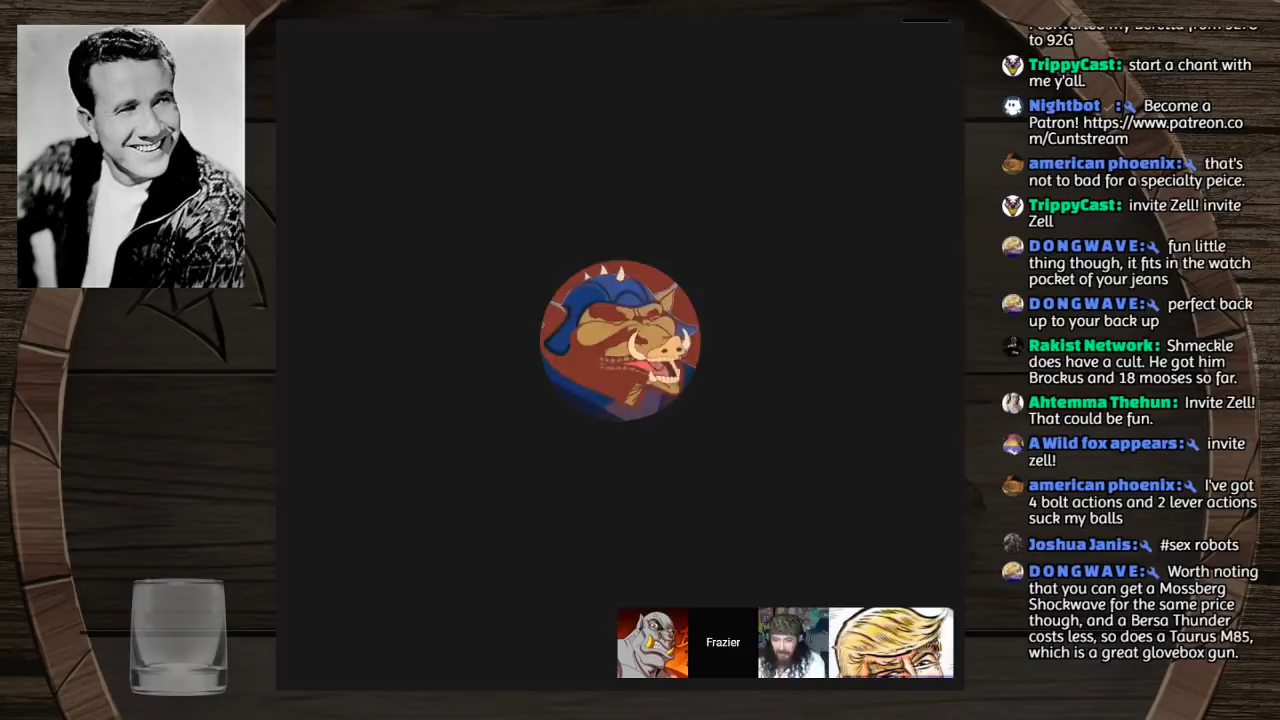 to 92G
TrippyCast: start a chant with
me y'all.
Nightbot : Become a
Patron! https://www.patreon.co
m/Cuntstream
american phoenix: that's
not to bad for a specialty peice.
TrippyCast: invite Zell! invite
Zell
DONGWAVE: fun little
thing though, it fits in the watch
pocket of your jeans
DONGWAVE: perfect back
up to your back up
Rakist Network: Shmeckle
does have a cult. He got him
Brockus and 18 mooses so far.
Ahtemma Thehun: Invite Zell!
That could be fun.
A Wild fox appears: invite
zell!
american phoenix: I've got
4 bolt actions and 2 lever actions
suck my balls
Joshua Janis: #sex robots
DONGWAVE: Worth noting
that you can get a Mossberg
Shockwave for the same price
though, and a Bersa Thunder
costs less, so does a Taurus M85,
which is a great glovebox gun.
Frazier